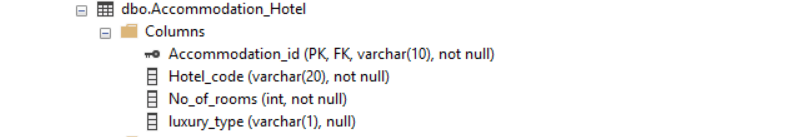 dbo.Accommodation_Hotel
Columns
Accommodation_id (PK, FK, varchar(10), not null)
Hotel_code (varchar(20), not null)
No_of_rooms (int, not null)
luxury_type (varchar(1), null)